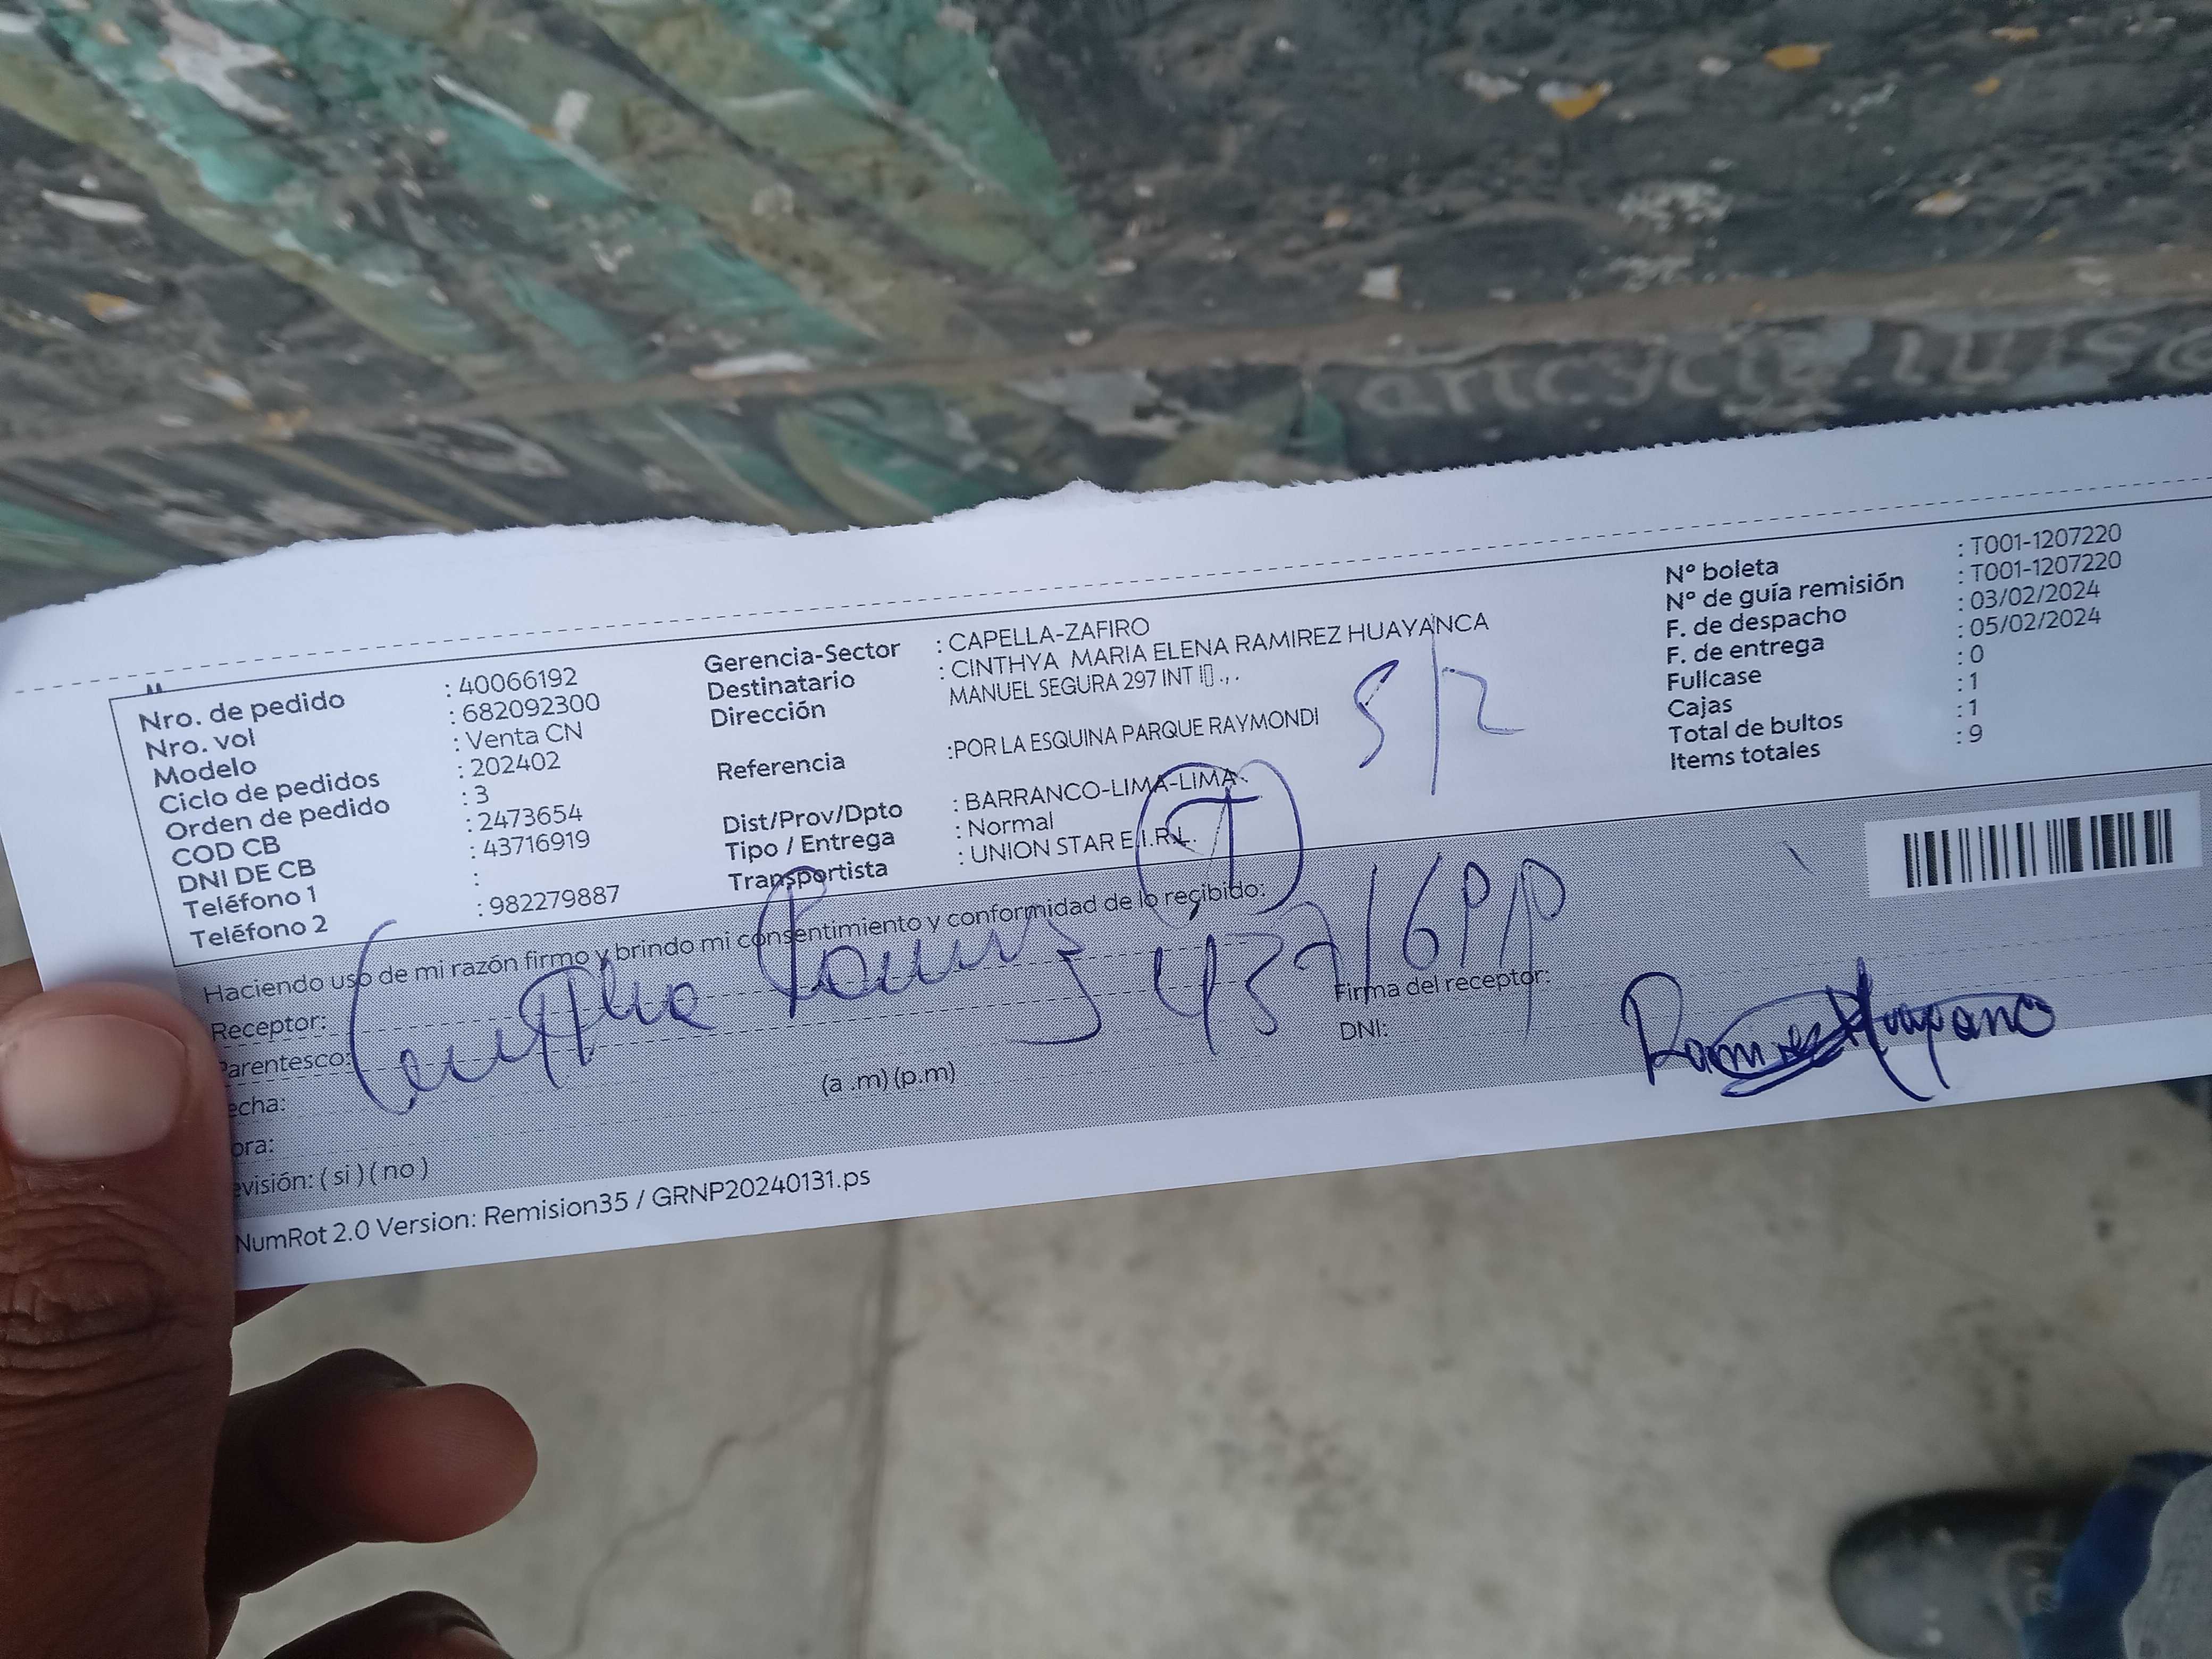 artcycle.luis@
Nro. de pedido : 40066192
Nro. vol : 682092300
Modelo : Venta CN
Ciclo de pedidos : 202402
Orden de pedido : 3
COD CB : 2473654
DNI DE CB : 43716919
Teléfono 1 :
Teléfono 2 : 982279887
Gerencia-Sector : CAPELLA-ZAFIRO
Destinatario : CINTHYA MARIA ELENA RAMIREZ HUAYANCA
Dirección MANUEL SEGURA 297 INT
Referencia :POR LA ESQUINA PARQUE RAYMONDI
Dist/Prov/Dpto : BARRANCO-LIMA-LIMA
Tipo / Entrega : Normal
Transportista : UNION STAR E.I.R.L.
5/2
T
Nº boleta : T001-1207220
Nº de guía remisión : T001-1207220
F. de despacho : 03/02/2024
F. de entrega : 05/02/2024
Fullcase : 0
Cajas : 1
Total de bultos : 1
Items totales : 9
Haciendo uso de mi razón firmo y brindo mi consentimiento y conformidad de lo recibido:
Receptor:
Parentesco:
echa:
ora:
(a .m) (p.m)
evisión: ( si ) ( no )
Firma del receptor:
DNI:
NumRot 2.0 Version: Remision35 / GRNP20240131.ps